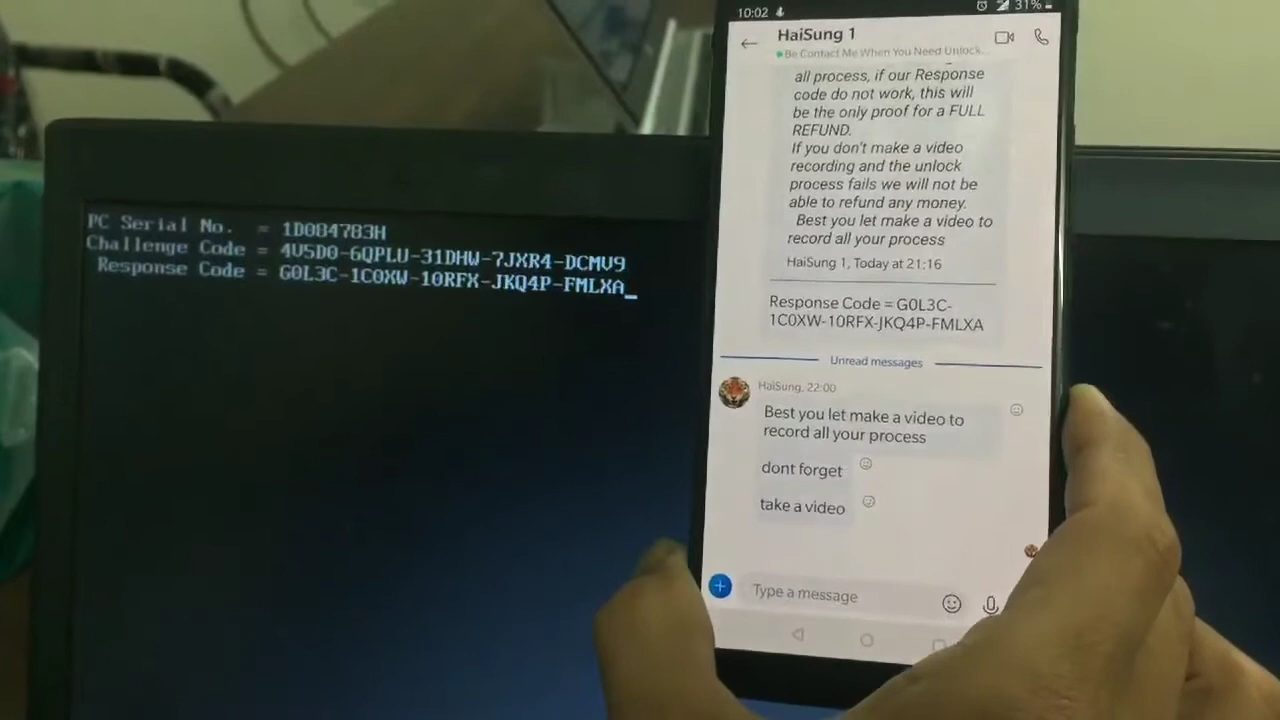 PC Serial No. = 1D084783H
Challenge Code = 4U5D0-6QPLU-31DHW-7JXR4-DCMV9
Response Code = G0L3C-1C0XW-10RFX-JKQ4P-FMLXA_
10:02
31%
HaiSung 1
Be Contact Me When You Need Unlock...
all process, if our Response
code do not work, this will
be the only proof for a FULL
REFUND.
If you don't make a video
recording and the unlock
process fails we will not be
able to refund any money.
Best you let make a video to
record all your process
HaiSung 1, Today at 21:16
Response Code = G0L3C-
1C0XW-10RFX-JKQ4P-FMLXA
Unread messages
HaiSung, 22:00
Best you let make a video to
record all your process
dont forget
take a video
Type a message